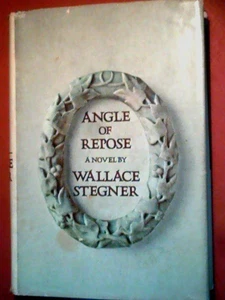 ANGLE
OF
REPOSE
A NOVEL BY
WALLACE
STEGNER